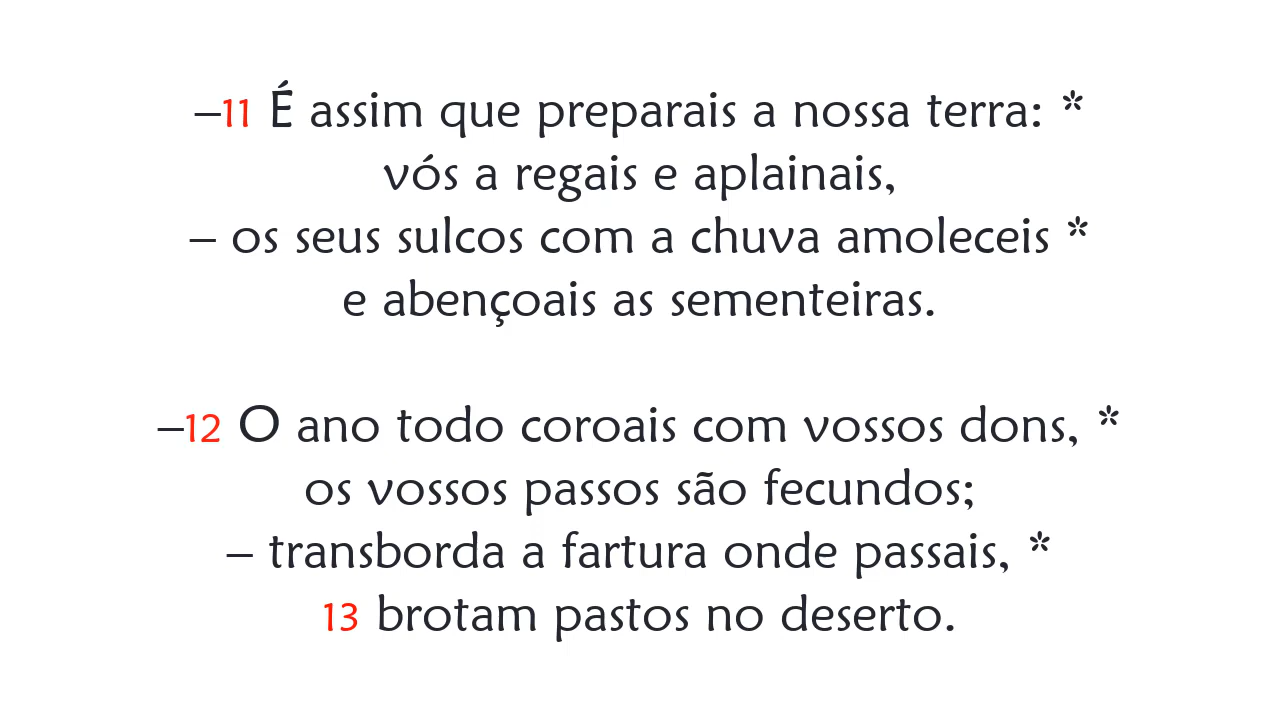 –11 É assim que preparais a nossa terra: *
vós a regais e aplainais,
– os seus sulcos com a chuva amoleceis *
e abençoais as sementeiras.
–12 O ano todo coroais com vossos dons, *
os vossos passos são fecundos;
– transborda a fartura onde passais, *
13 brotam pastos no deserto.